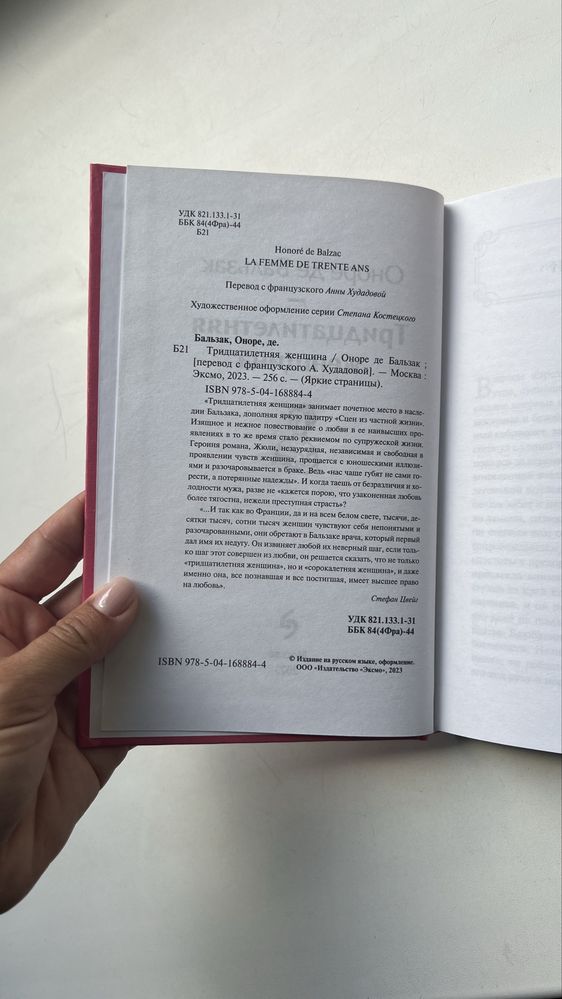 УДК 821.133.1-31
ББК 84(4Фра)-44
Б21
Honoré de Balzac
LA FEMME DE TRENTE ANS
Перевод с французского Анны Худадовой
Художественное оформление серии Степана Костецкого
Бальзак, Оноре, де.
Б21 Тридцатилетняя женщина / Оноре де Бальзак ;
[перевод с французского А. Худадовой]. — Москва :
Эксмо, 2023. — 256 с. — (Яркие страницы).
ISBN 978-5-04-168884-4
«Тридцатилетняя женщина» занимает почетное место в насле-
дии Бальзака, дополняя яркую палитру «Сцен из частной жизни».
Изящное и нежное повествование о любви в ее наивысших про-
явлениях в то же время стало реквиемом по супружеской жизни.
Героиня романа, Жюли, незаурядная, независимая и свободная в
проявлении чувств женщина, прощается с юношескими иллюзи-
ями и разочаровывается в браке. Ведь «нас чаще губят не сами го-
рести, а потерянные надежды». И когда таешь от безразличия и хо-
лодности мужа, разве не «кажется порою, что узаконенная любовь
более тягостна, нежели преступная страсть»?
«...И так как во Франции, да и на всем белом свете, тысячи, де-
сятки тысяч, сотни тысяч женщин чувствуют себя непонятыми и
разочарованными, они обретают в Бальзаке врача, который первый
дал имя их недугу. Он извиняет любой их неверный шаг, если толь-
ко шаг этот совершен из любви, он решается сказать, что не только
«тридцатилетняя женщина», но и «сорокалетняя женщина», и даже
именно она, все познавшая и все постигшая, имеет высшее право
на любовь».
Стефан Цвейг
УДК 821.133.1-31
ББК 84(4Фра)-44
ISBN 978-5-04-168884-4
© Издание на русском языке, оформление.
ООО «Издательство «Эксмо», 2023